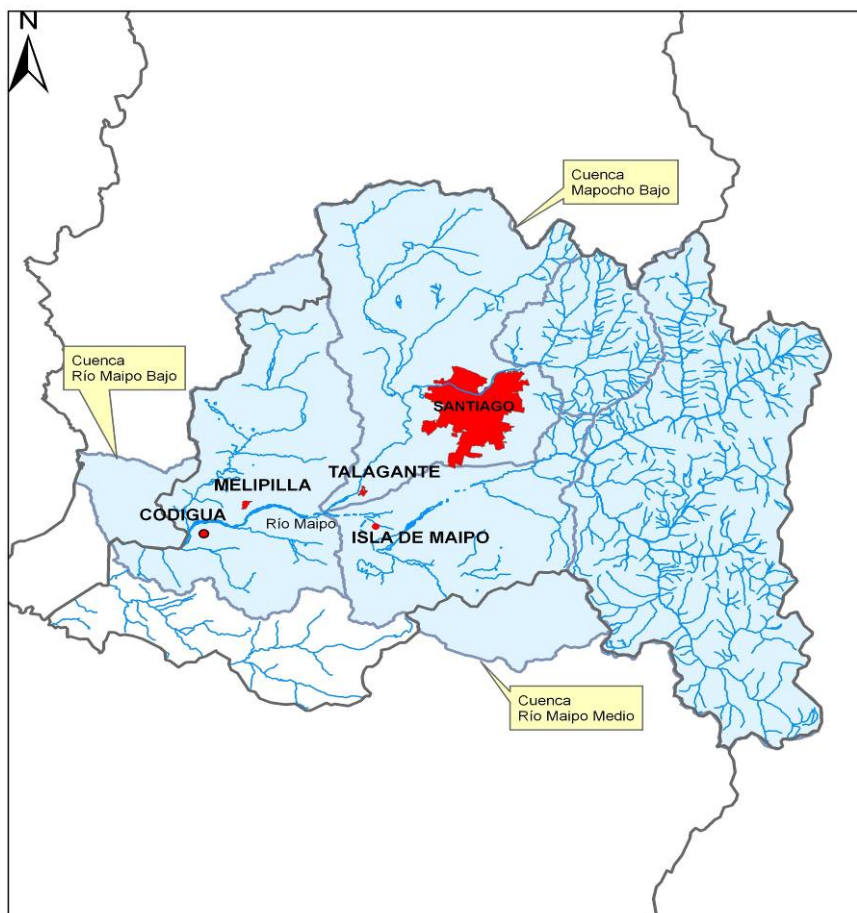 N
Cuenca
Mapocho Bajo
Cuenca
Río Maipo Bajo
SANTIAGO
MELIPILLA
TALAGANTE
CODIGUA
Río Maipo
ISLA DE MAIPO
Cuenca
Río Maipo Medio